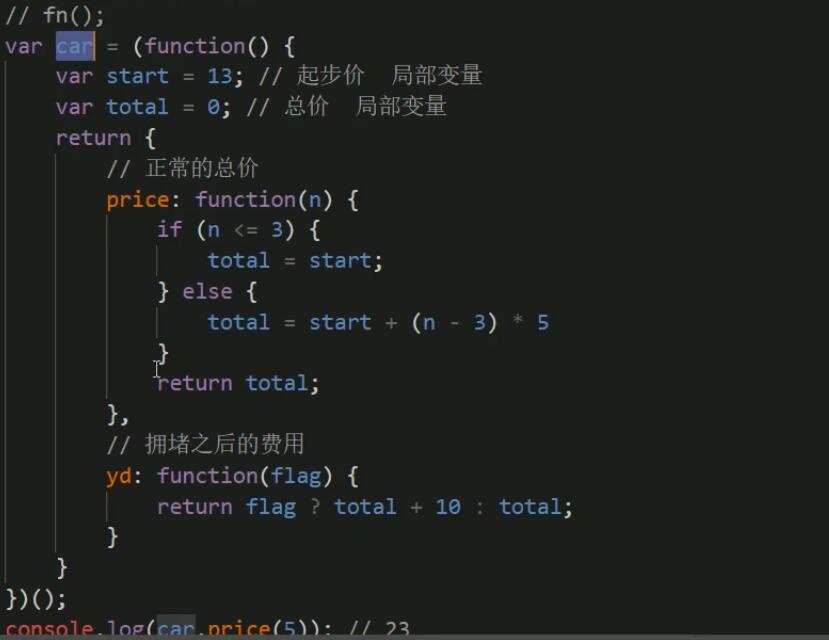 // fn();
var car = (function() {
    var start = 13; // 起步价  局部变量
    var total = 0; // 总价  局部变量
    return {
        // 正常的总价
        price: function(n) {
            if (n <= 3) {
                total = start;
            } else {
                total = start + (n - 3) * 5
            }
            return total;
        },
        // 拥堵之后的费用
        yd: function(flag) {
            return flag ? total + 10 : total;
        }
    }
})();
console.log(car.price(5)); // 23